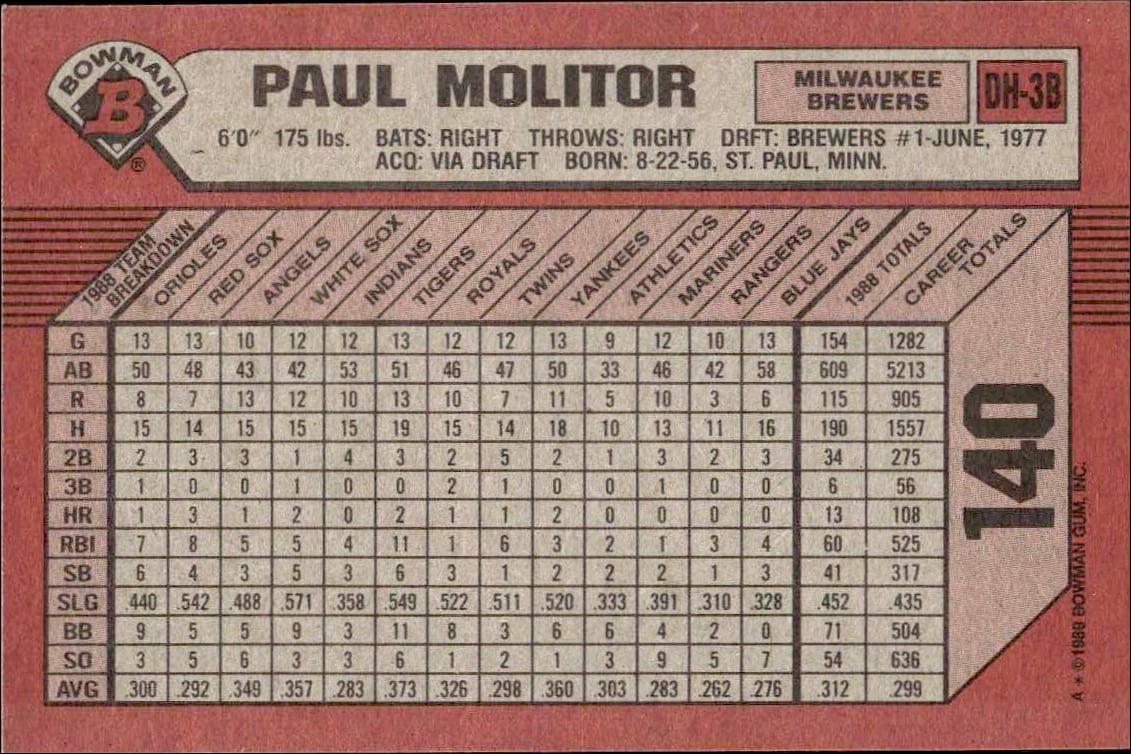 BOWMAN
B
®
PAUL MOLITOR
MILWAUKEE
BREWERS
DH-3B
6'0" 175 lbs. BATS: RIGHT THROWS: RIGHT DRFT: BREWERS #1-JUNE, 1977
ACQ: VIA DRAFT BORN: 8-22-56, ST. PAUL, MINN.
1988 TEAM
BREAKDOWN
ORIOLES
RED SOX
ANGELS
WHITE SOX
INDIANS
TIGERS
ROYALS
TWINS
YANKEES
ATHLETICS
MARINERS
RANGERS
BLUE JAYS
1988 TOTALS
CAREER
TOTALS
G 13 13 10 12 12 13 12 12 13 9 12 10 13 154 1282
AB 50 48 43 42 53 51 46 47 50 33 46 42 58 609 5213
R 8 7 13 12 10 13 10 7 11 5 10 3 6 115 905
H 15 14 15 15 15 19 15 14 18 10 13 11 16 190 1557
2B 2 3 3 1 4 3 2 5 2 1 3 2 3 34 275
3B 1 0 0 1 0 0 2 1 0 0 1 0 0 6 56
HR 1 3 1 2 0 2 1 1 2 0 0 0 0 13 108
RBI 7 8 5 5 4 11 1 6 3 2 1 3 4 60 525
SB 6 4 3 5 3 6 3 1 2 2 2 1 3 41 317
SLG .440 .542 .488 .571 .358 .549 .522 .511 .520 .333 .391 .310 .328 .452 .435
BB 9 5 5 9 3 11 8 3 6 6 4 2 0 71 504
SO 3 5 6 3 3 6 1 2 1 3 9 5 7 54 636
AVG .300 .292 .349 .357 .283 .373 .326 .298 .360 .303 .283 .262 .276 .312 .299
140
A * © 1989 BOWMAN GUM, INC.